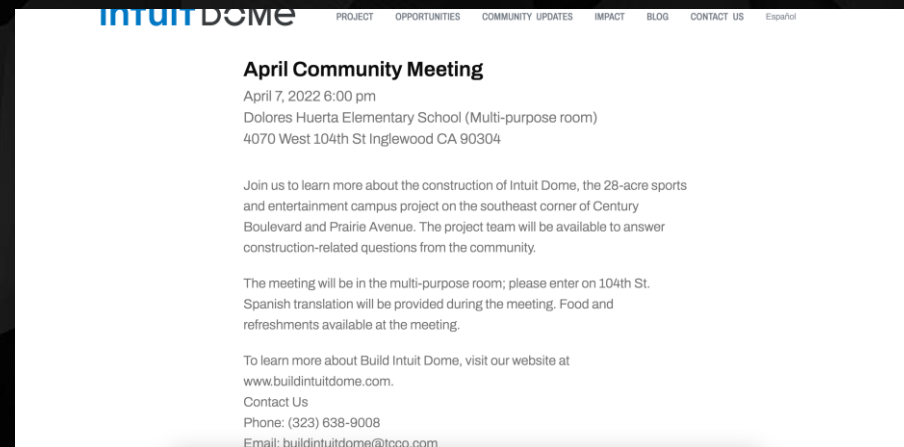 intuit DOME PROJECT OPPORTUNITIES COMMUNITY UPDATES IMPACT BLOG CONTACT US Español
April Community Meeting
April 7, 2022 6:00 pm
Dolores Huerta Elementary School (Multi-purpose room)
4070 West 104th St Inglewood CA 90304
Join us to learn more about the construction of Intuit Dome, the 28-acre sports
and entertainment campus project on the southeast corner of Century
Boulevard and Prairie Avenue. The project team will be available to answer
construction-related questions from the community.
The meeting will be in the multi-purpose room; please enter on 104th St.
Spanish translation will be provided during the meeting. Food and
refreshments available at the meeting.
To learn more about Build Intuit Dome, visit our website at
www.buildintuitdome.com.
Contact Us
Phone: (323) 638-9008
Email: buildintuitdome@tcco.com